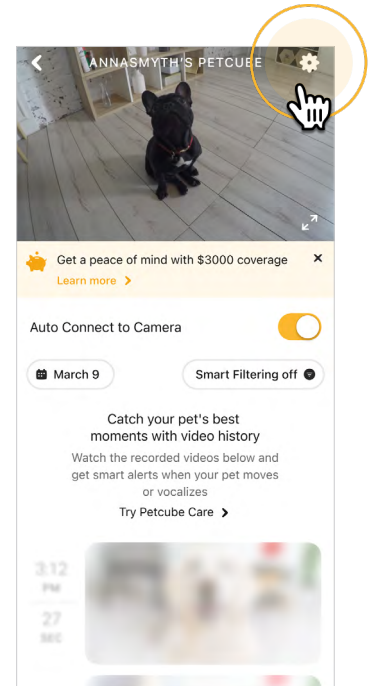 ANNASMYTH'S PETCUBE
Get a peace of mind with $3000 coverage
Learn more
Auto Connect to Camera
March 9
Smart Filtering off
Catch your pet's best
moments with video history
Watch the recorded videos below and
get smart alerts when your pet moves
or vocalizes
Try Petcube Care
3:12
PM
27
SEC